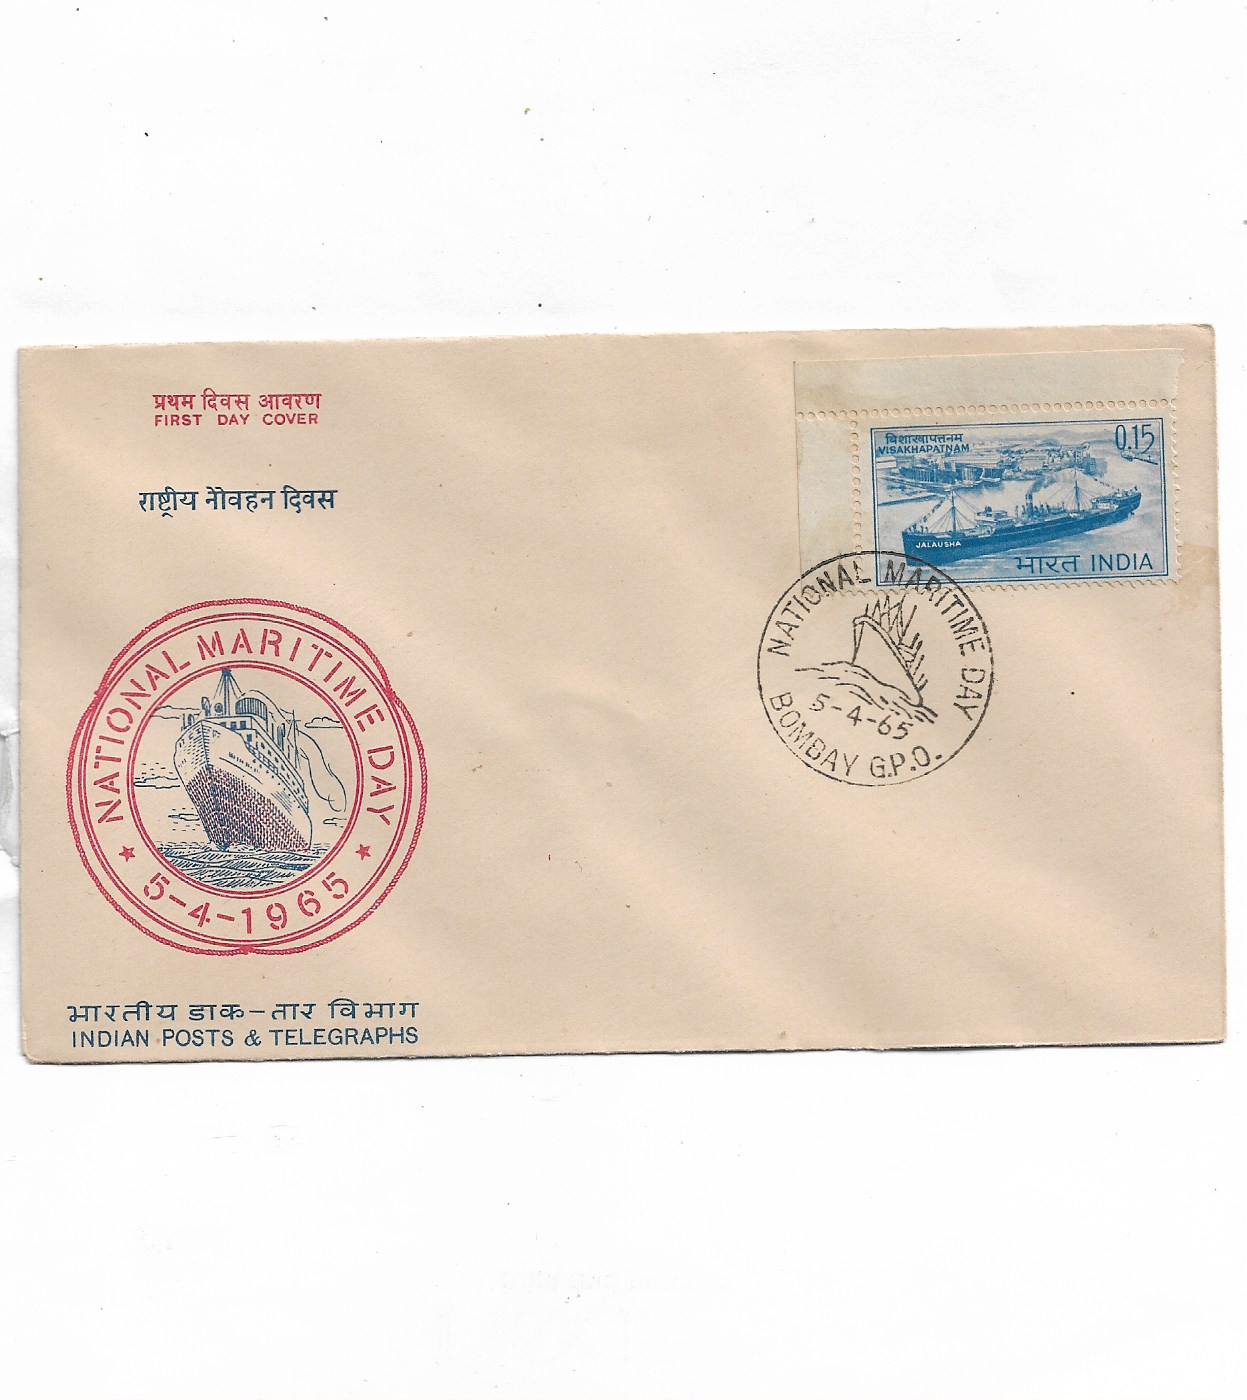 प्रथम दिवस आवरण
FIRST DAY COVER
राष्ट्रीय नौवहन दिवस
NATIONAL MARITIME DAY
5-4-1965
भारतीय डाक-तार विभाग
INDIAN POSTS & TELEGRAPHS
विशाखापत्तनम
VISAKHAPATNAM
0.15
JALAUSHA
भारत INDIA
NATIONAL MARITIME DAY
5-4-65
BOMBAY G.P.O.